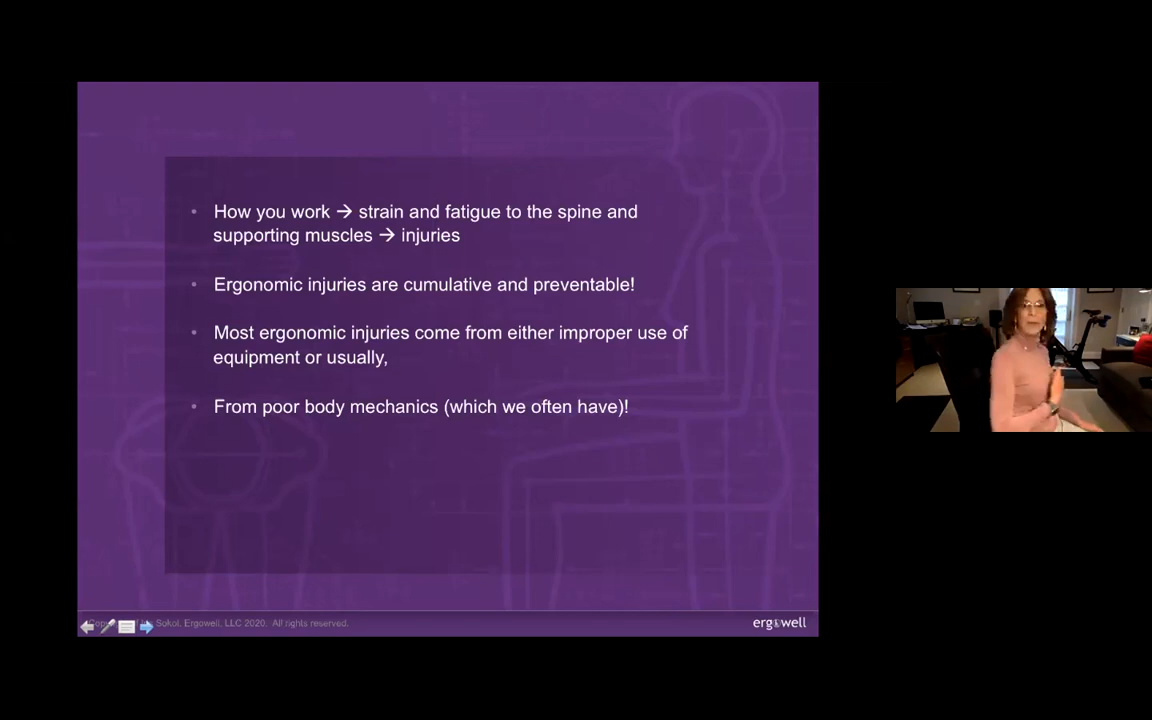 • How you work → strain and fatigue to the spine and
supporting muscles → injuries
• Ergonomic injuries are cumulative and preventable!
• Most ergonomic injuries come from either improper use of
equipment or usually,
• From poor body mechanics (which we often have)!
Sokol, Ergowell, LLC 2020. All rights reserved.
ergowell